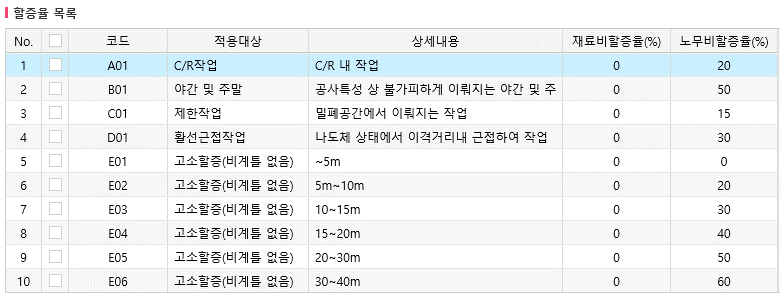 할증율 목록
No. 코드 적용대상 상세내용 재료비할증율(%) 노무비할증율(%)
1 A01 C/R작업 C/R 내 작업 0 20
2 B01 야간 및 주말 공사특성 상 불가피하게 이뤄지는 야간 및 주 0 50
3 C01 제한작업 밀폐공간에서 이뤄지는 작업 0 15
4 D01 활선근접작업 나도체 상태에서 이격거리내 근접하여 작업 0 30
5 E01 고소할증(비계틀 없음) ~5m 0 0
6 E02 고소할증(비계틀 없음) 5m~10m 0 20
7 E03 고소할증(비계틀 없음) 10~15m 0 30
8 E04 고소할증(비계틀 없음) 15~20m 0 40
9 E05 고소할증(비계틀 없음) 20~30m 0 50
10 E06 고소할증(비계틀 없음) 30~40m 0 60